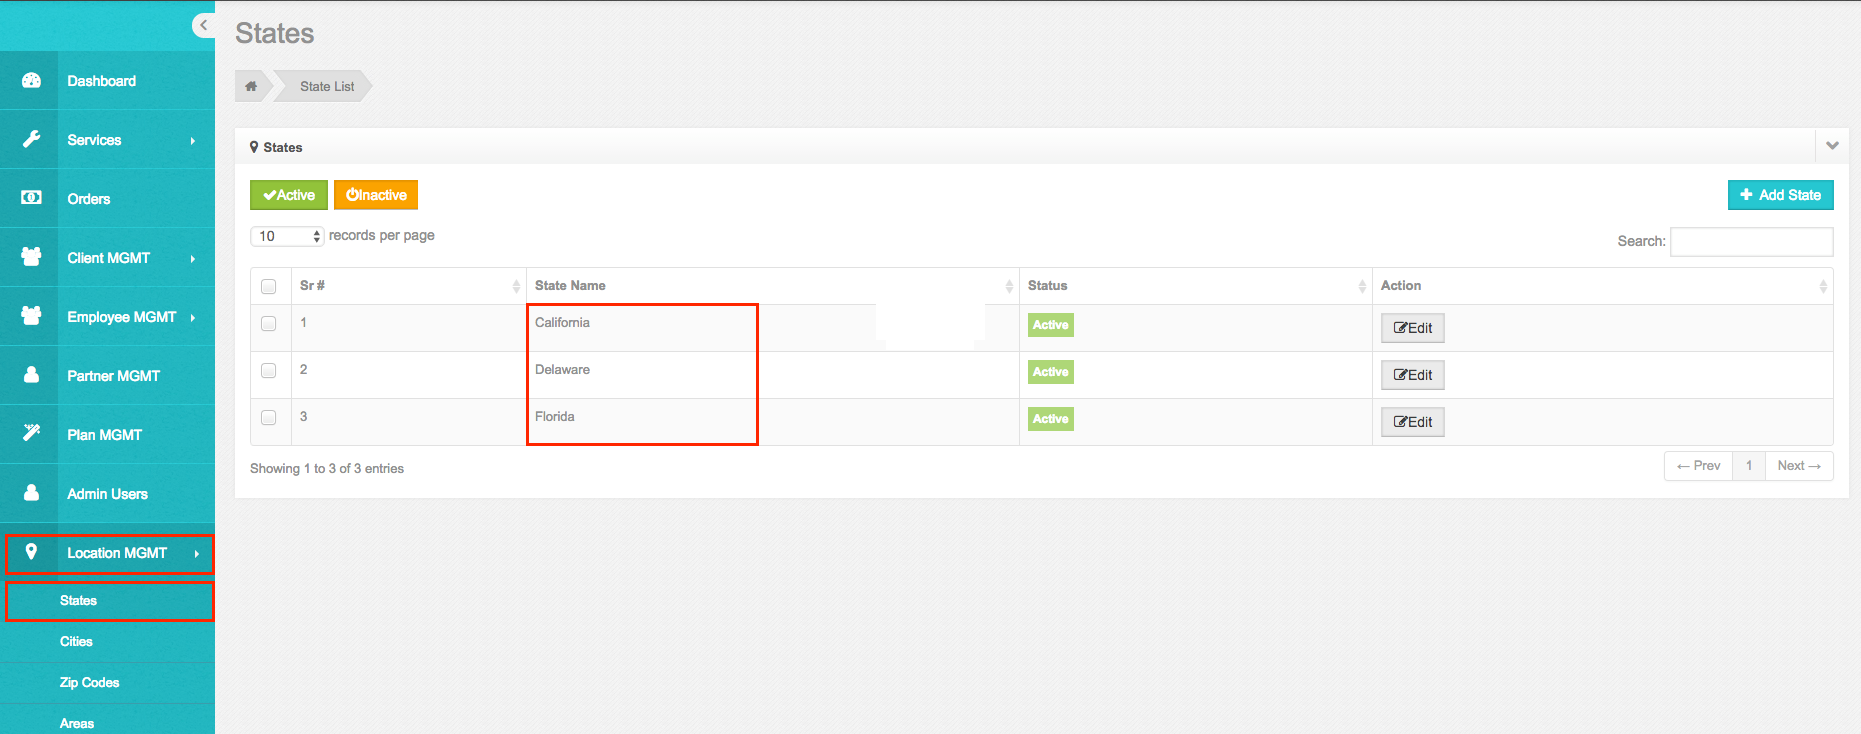 States
State List
Dashboard
Services
Orders
Client MGMT
Employee MGMT
Partner MGMT
Plan MGMT
Admin Users
Location MGMT
States
Cities
Zip Codes
Areas
States
Active Inactive
+ Add State
10 records per page
Search:
Sr # State Name Status Action
1 California Active Edit
2 Delaware Active Edit
3 Florida Active Edit
Showing 1 to 3 of 3 entries
← Prev 1 Next →